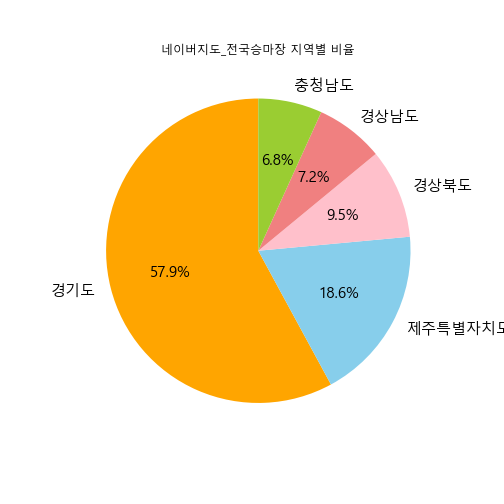 네이버지도_전국승마장 지역별 비율
충청남도
경상남도
6.8%
7.2%
경상북도
9.5%
57.9%
경기도
18.6%
제주특별자치도